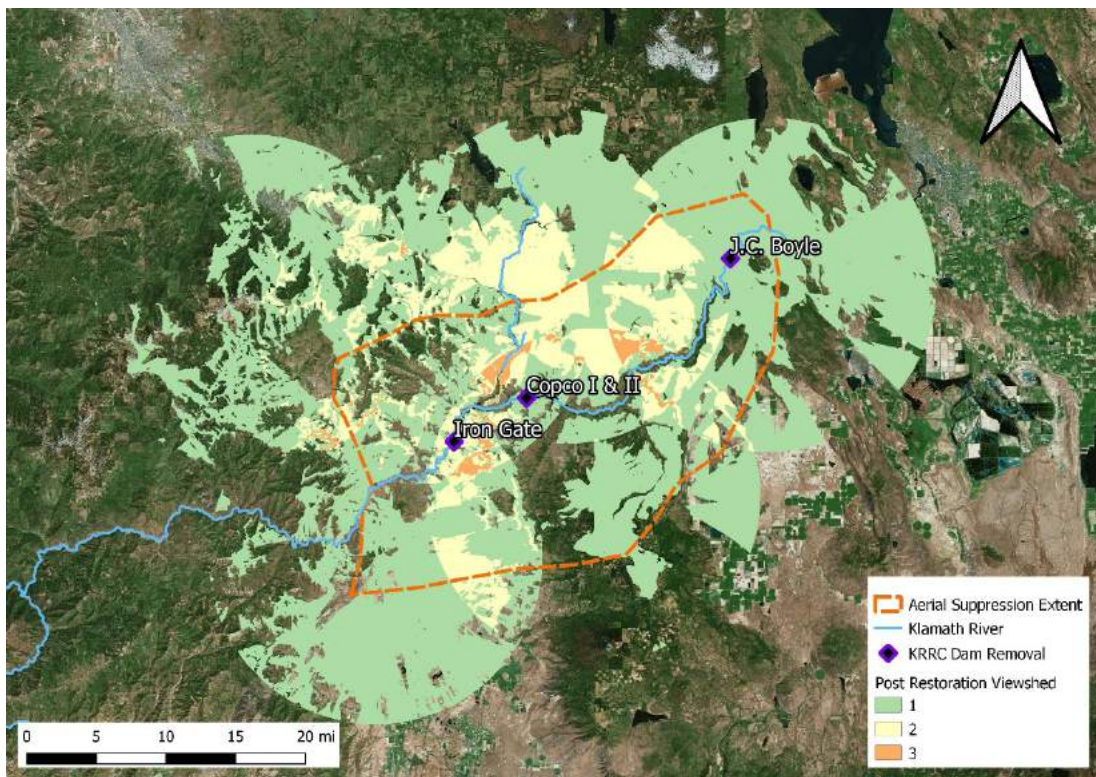 J.C. Boyle
Copco I & II
Iron Gate
Aerial Suppression Extent
Klamath River
KRRC Dam Removal
Post Restoration Viewshed
1
2
3
0 5 10 15 20 mi